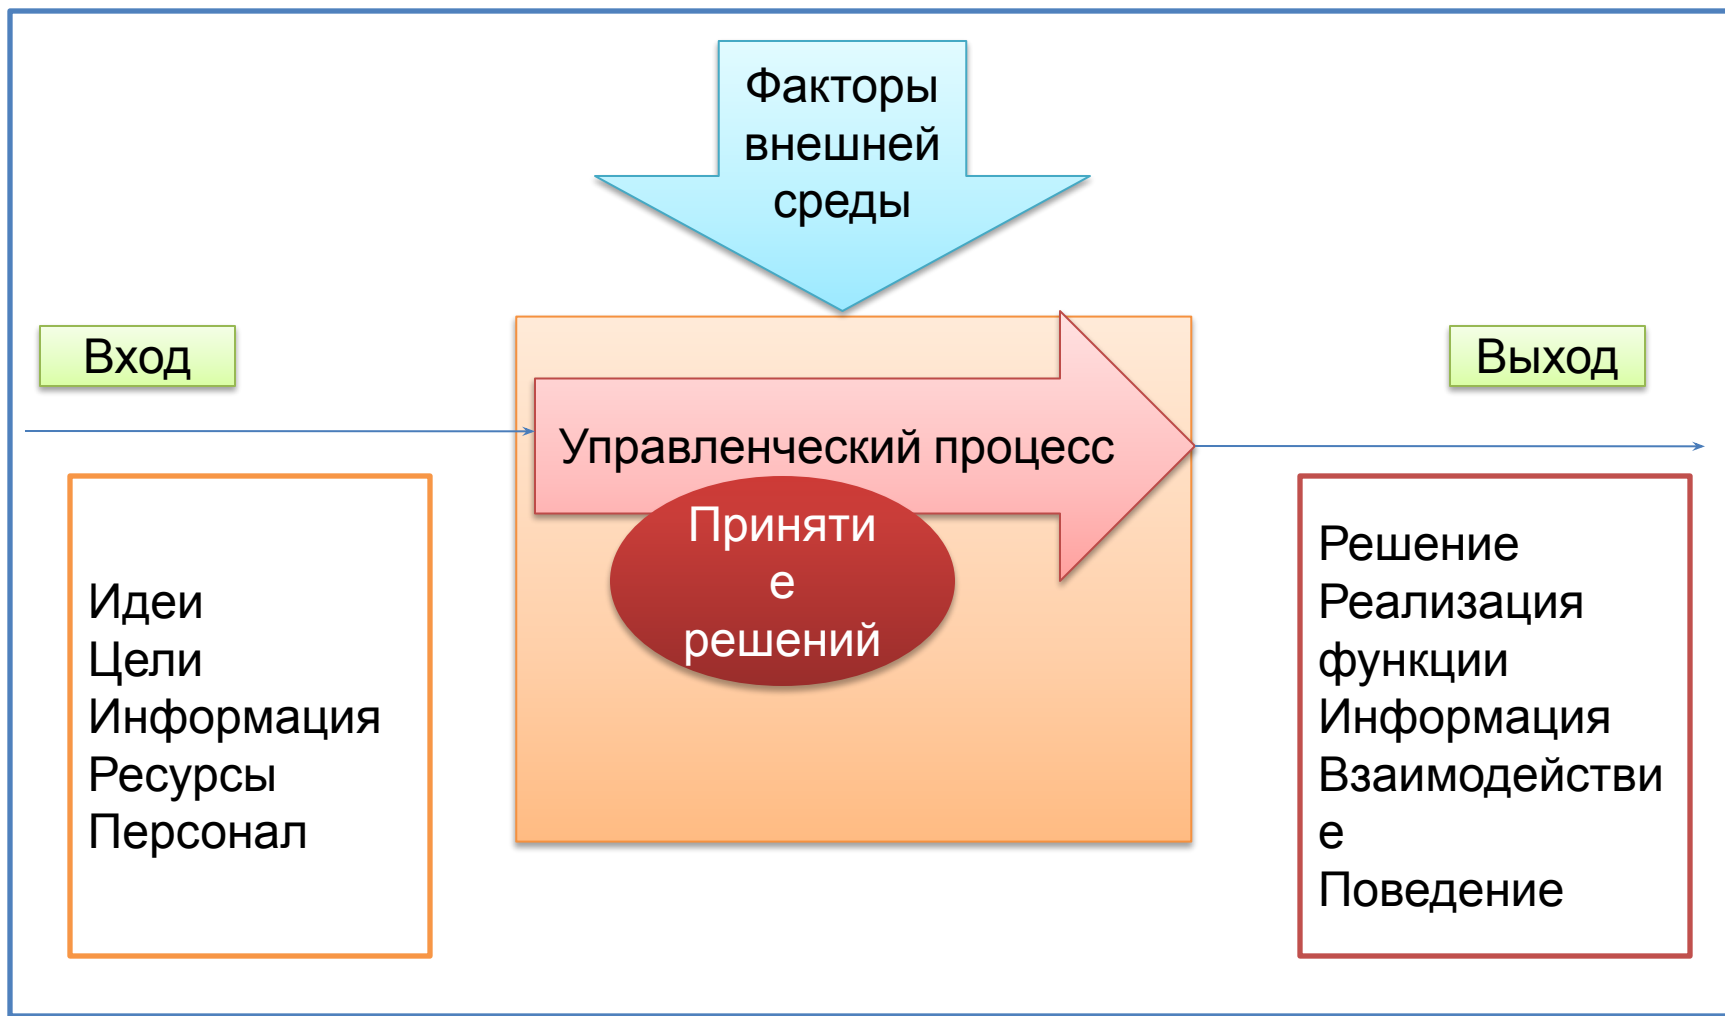 Факторы
внешней
среды
Вход
Выход
Управленческий процесс
Приняти
е
решений
Идеи
Цели
Информация
Ресурсы
Персонал
Решение
Реализация
функции
Информация
Взаимодействи
е
Поведение